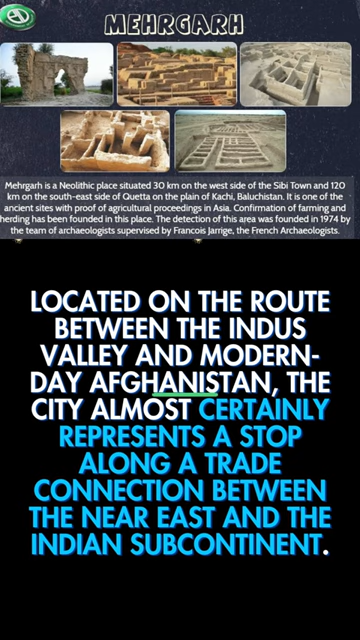 MEHRGARH
Mehrgarh is a Neolithic place situated 30 km on the west side of the Sibi Town and 120
km on the south-east side of Quetta on the plain of Kachi, Baluchistan. It is one of the
ancient sites with proof of agricultural proceedings in Asia. Confirmation of farming and
herding has been founded in this place. The detection of this area was founded in 1974 by
the team of archaeologists supervised by Francois Jarrige, the French Archaeologists.
LOCATED ON THE ROUTE
BETWEEN THE INDUS
VALLEY AND MODERN-
DAY AFGHANISTAN, THE
CITY ALMOST CERTAINLY
REPRESENTS A STOP
ALONG A TRADE
CONNECTION BETWEEN
THE NEAR EAST AND THE
INDIAN SUBCONTINENT.